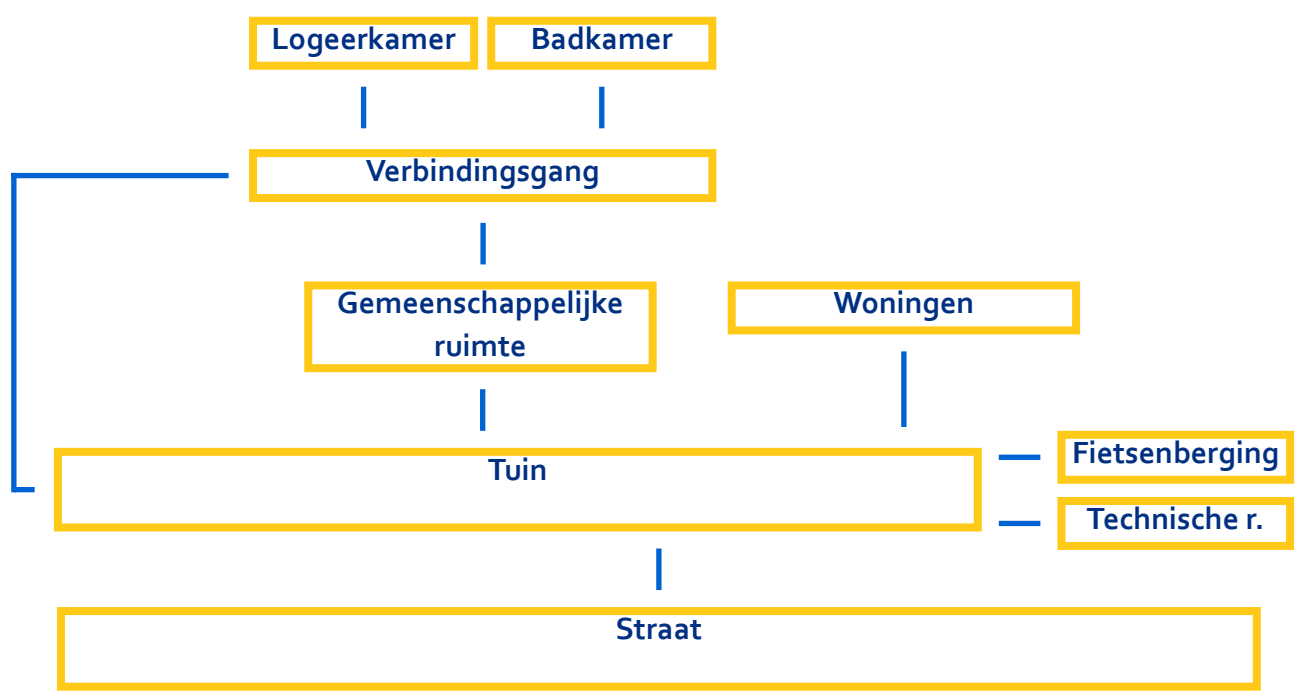 Logeerkamer
Badkamer
Verbindingsgang
Gemeenschappelijke
ruimte
Woningen
Tuin
Fietsenberging
Technische r.
Straat